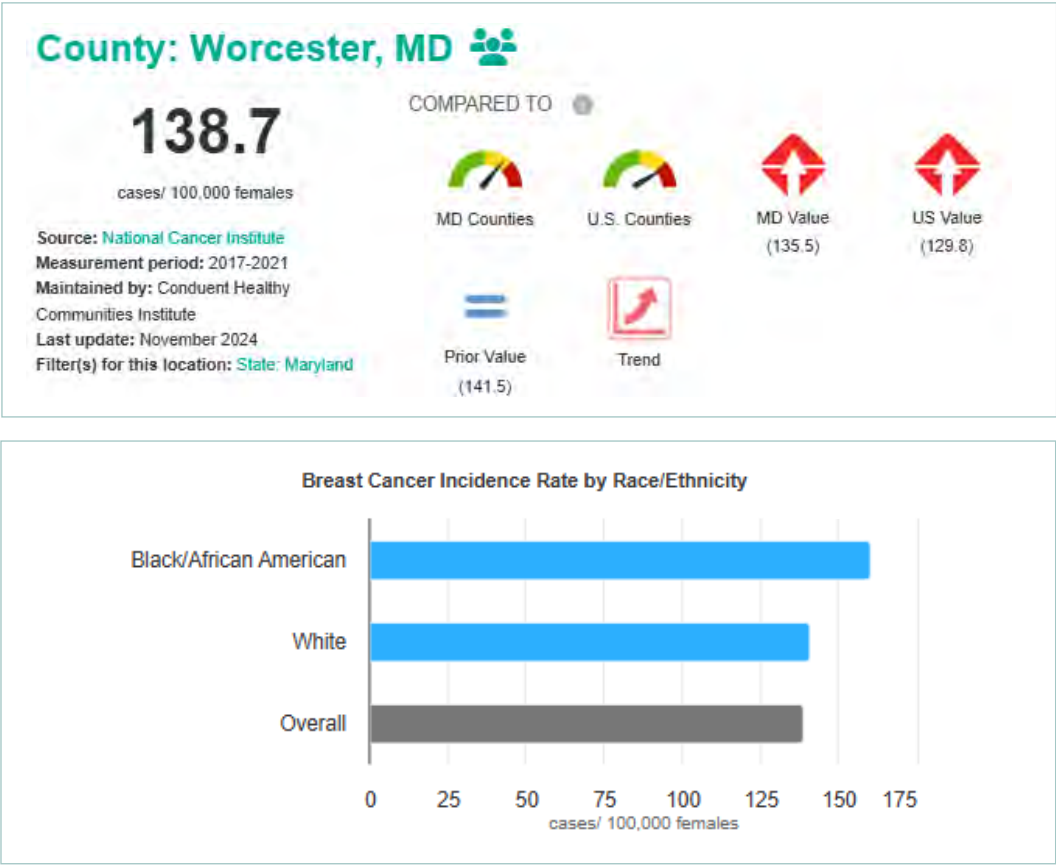 County: Worcester, MD
138.7
cases/ 100,000 females
Source: National Cancer Institute
Measurement period: 2017-2021
Maintained by: Conduent Healthy
Communities Institute
Last update: November 2024
Filter(s) for this location: State: Maryland
COMPARED TO
MD Counties
U.S. Counties
MD Value
(135.5)
US Value
(129.8)
Prior Value
(141.5)
Trend
Breast Cancer Incidence Rate by Race/Ethnicity
Black/African American
White
Overall
0 25 50 75 100 125 150 175
cases/ 100,000 females